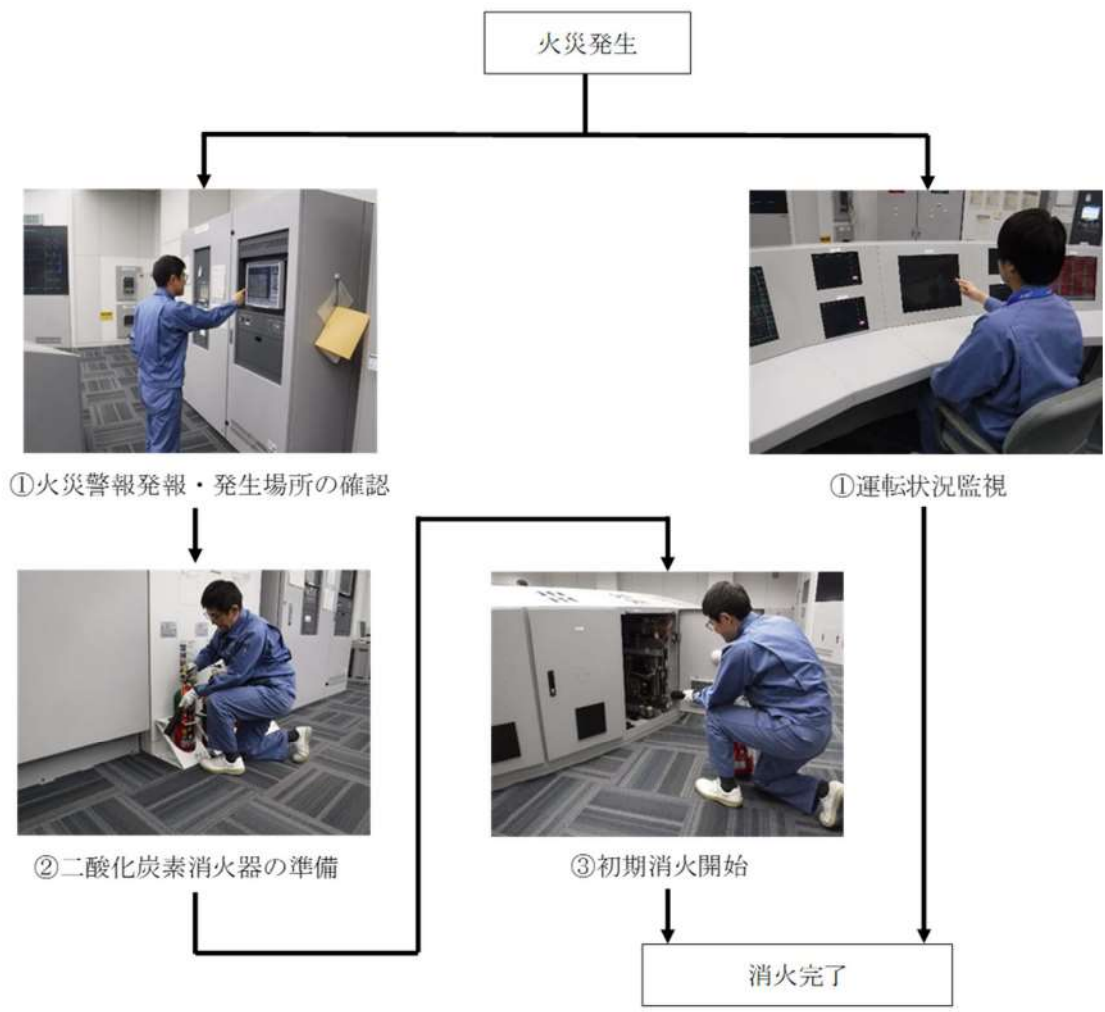 火災発生
①火災警報発報・発生場所の確認
①運転状況監視
②二酸化炭素消火器の準備
③初期消火開始
消火完了